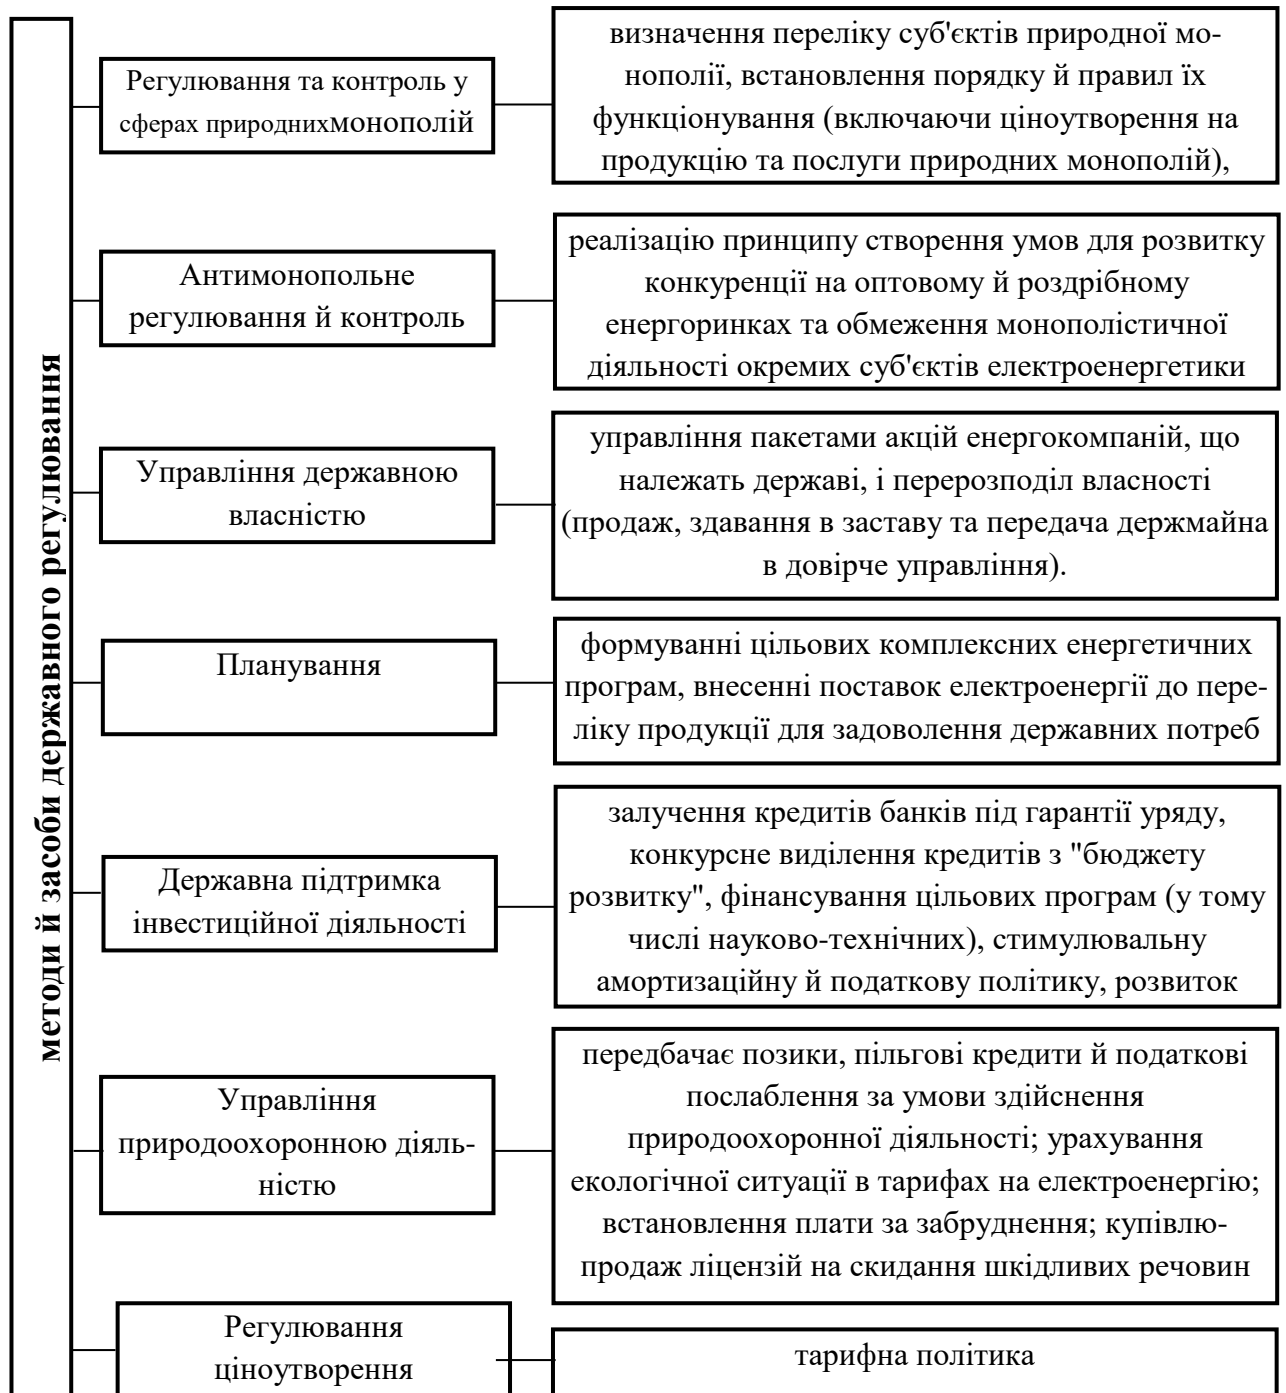 методи й засоби державного регулювання
Регулювання та контроль у
сферах природнихмонополій
визначення переліку суб'єктів природної мо-
нополії, встановлення порядку й правил їх
функціонування (включаючи ціноутворення на
продукцію та послуги природних монополій),
Антимонопольне
регулювання й контроль
реалізацію принципу створення умов для розвитку
конкуренції на оптовому й роздрібному
енергоринках та обмеження монополістичної
діяльності окремих суб'єктів електроенергетики
Управління державною
власністю
управління пакетами акцій енергокомпаній, що
належать державі, і перерозподіл власності
(продаж, здавання в заставу та передача держмайна
в довірче управління).
Планування
формуванні цільових комплексних енергетичних
програм, внесенні поставок електроенергії до пере-
ліку продукції для задоволення державних потреб
Державна підтримка
інвестиційної діяльності
залучення кредитів банків під гарантії уряду,
конкурсне виділення кредитів з "бюджету
розвитку", фінансування цільових програм (у тому
числі науково-технічних), стимулювальну
амортизаційну й податкову політику, розвиток
Управління
природоохоронною діяль-
ністю
передбачає позики, пільгові кредити й податкові
послаблення за умови здійснення
природоохоронної діяльності; урахування
екологічної ситуації в тарифах на електроенергію;
встановлення плати за забруднення; купівлю-
продаж ліцензій на скидання шкідливих речовин
Регулювання
ціноутворення
тарифна політика